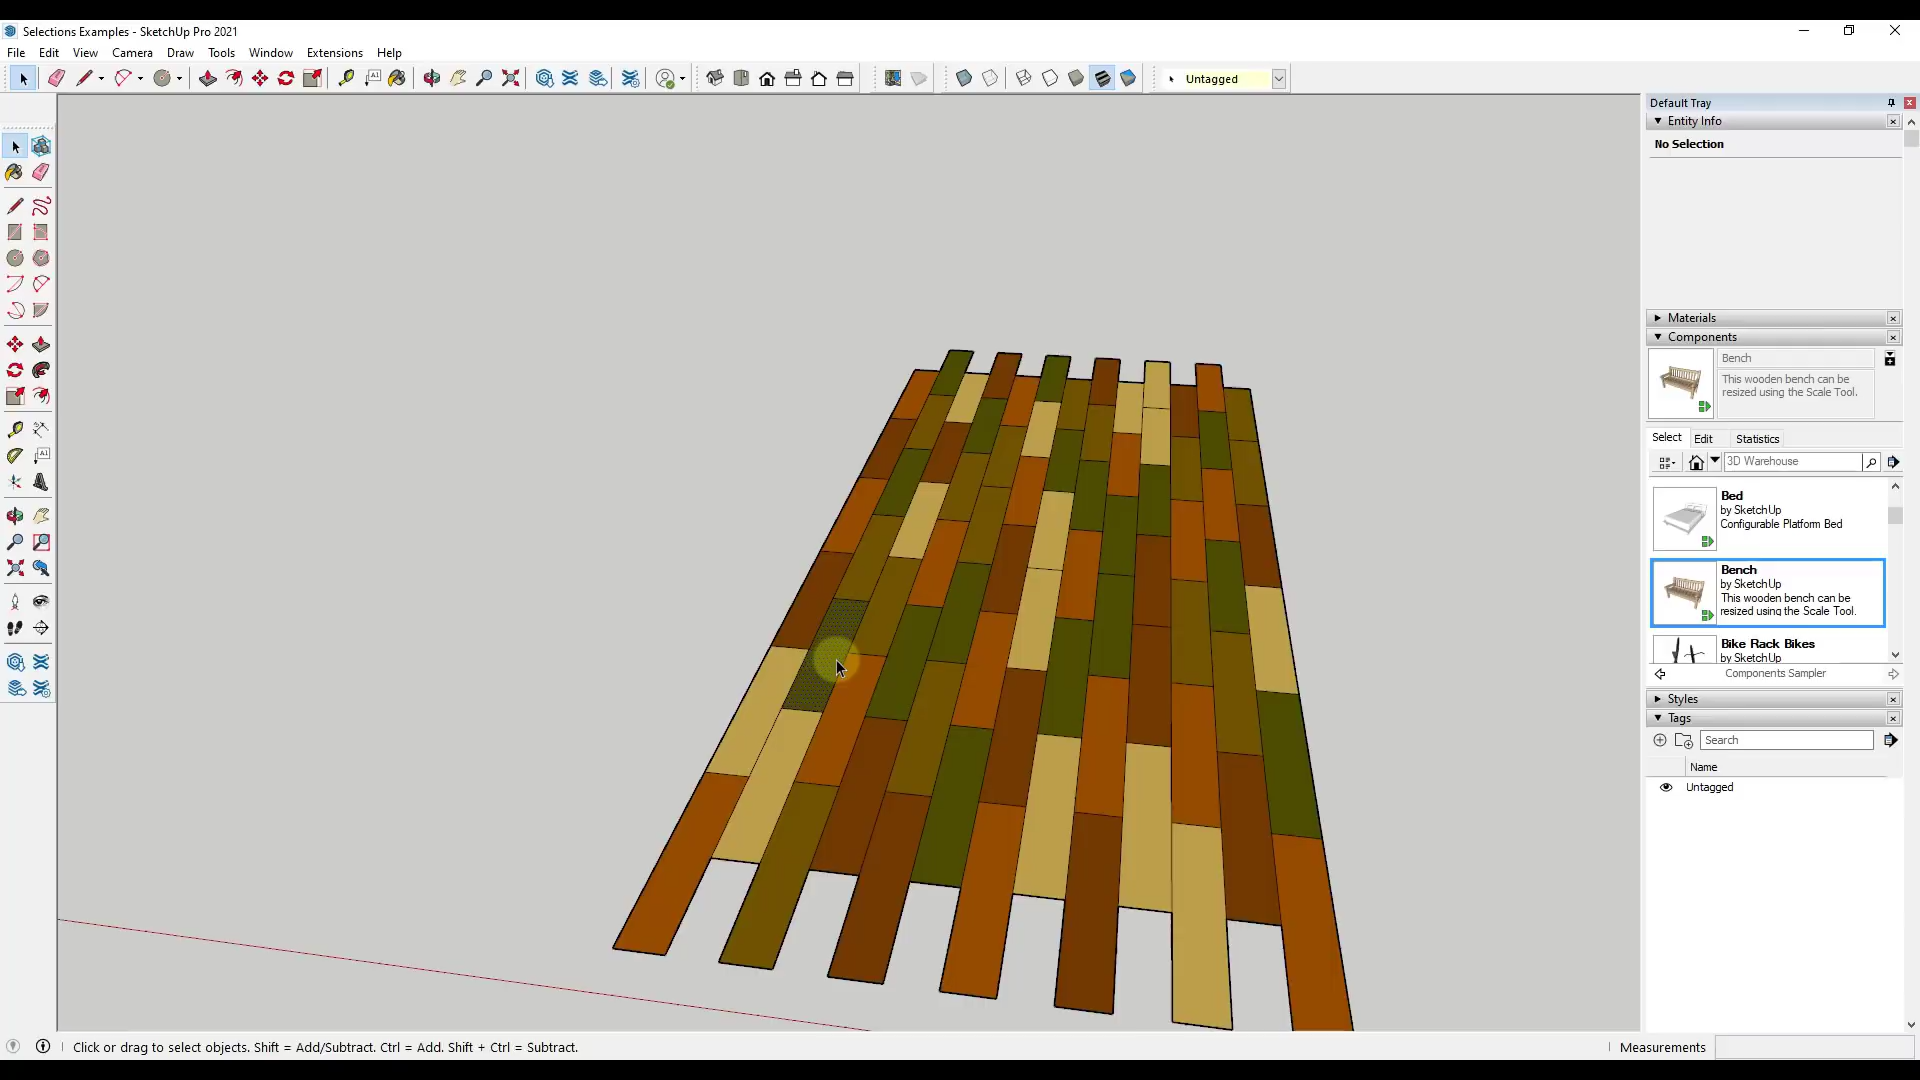 Selections Examples - SketchUp Pro 2021
File Edit View Camera Draw Tools Window Extensions Help
Untagged
Default Tray
Entity Info
No Selection
Materials
Components
Bench
This wooden bench can be
resized using the Scale Tool.
Select Edit Statistics
3D Warehouse
Bed
by SketchUp
Configurable Platform Bed
Bench
by SketchUp
This wooden bench can be
resized using the Scale Tool.
Bike Rack Bikes
by SketchUp
Components Sampler
Styles
Tags
Search
Name
Untagged
Click or drag to select objects. Shift = Add/Subtract. Ctrl = Add. Shift + Ctrl = Subtract.
Measurements